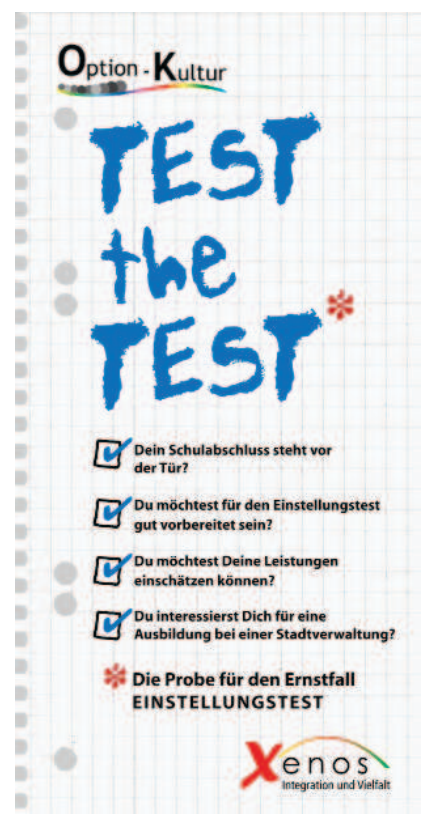 Option - Kultur
TEST
the
TEST*
Dein Schulabschluss steht vor
der Tür?
Du möchtest für den Einstellungstest
gut vorbereitet sein?
Du möchtest Deine Leistungen
einschätzen können?
Du interessierst Dich für eine
Ausbildung bei einer Stadtverwaltung?
* Die Probe für den Ernstfall
EINSTELLUNGSTEST
Xenos
Integration und Vielfalt